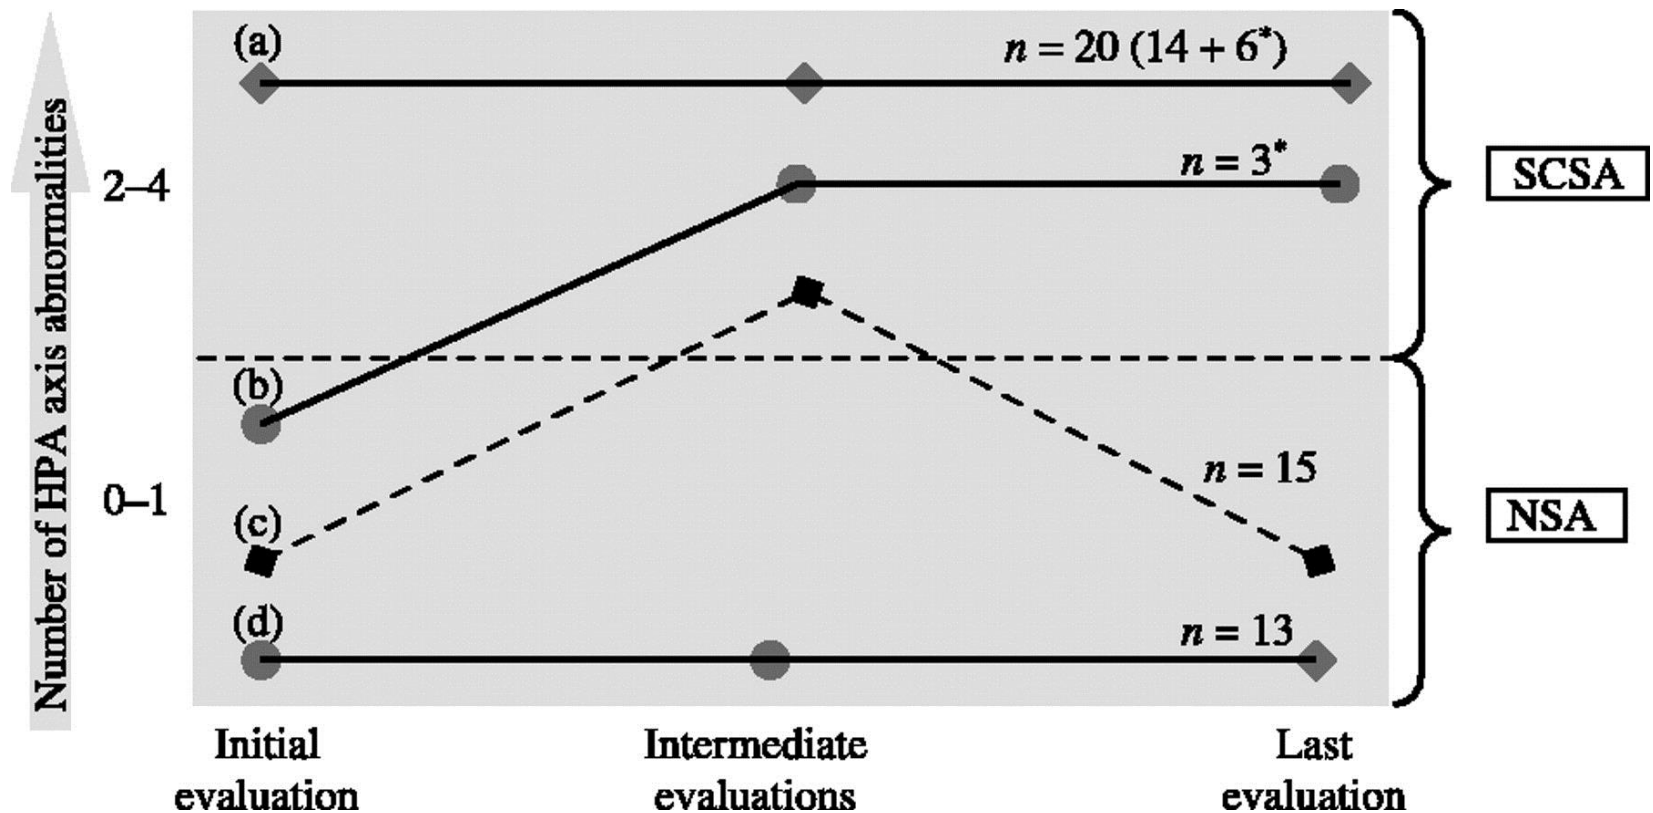 Number of HPA axis abnormalities
2–4
0–1
(a)
n = 20 (14 + 6*)
n = 3*
SCSA
(b)
n = 15
(c)
NSA
(d)
n = 13
Initial
evaluation
Intermediate
evaluations
Last
evaluation